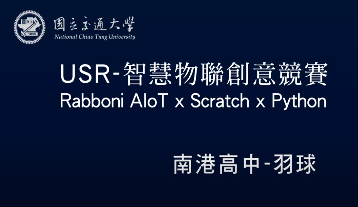 國立交通大學
National Chiao Tung University
USR-智慧物聯創意競賽
Rabboni AIoT x Scratch x Python
南港高中-羽球